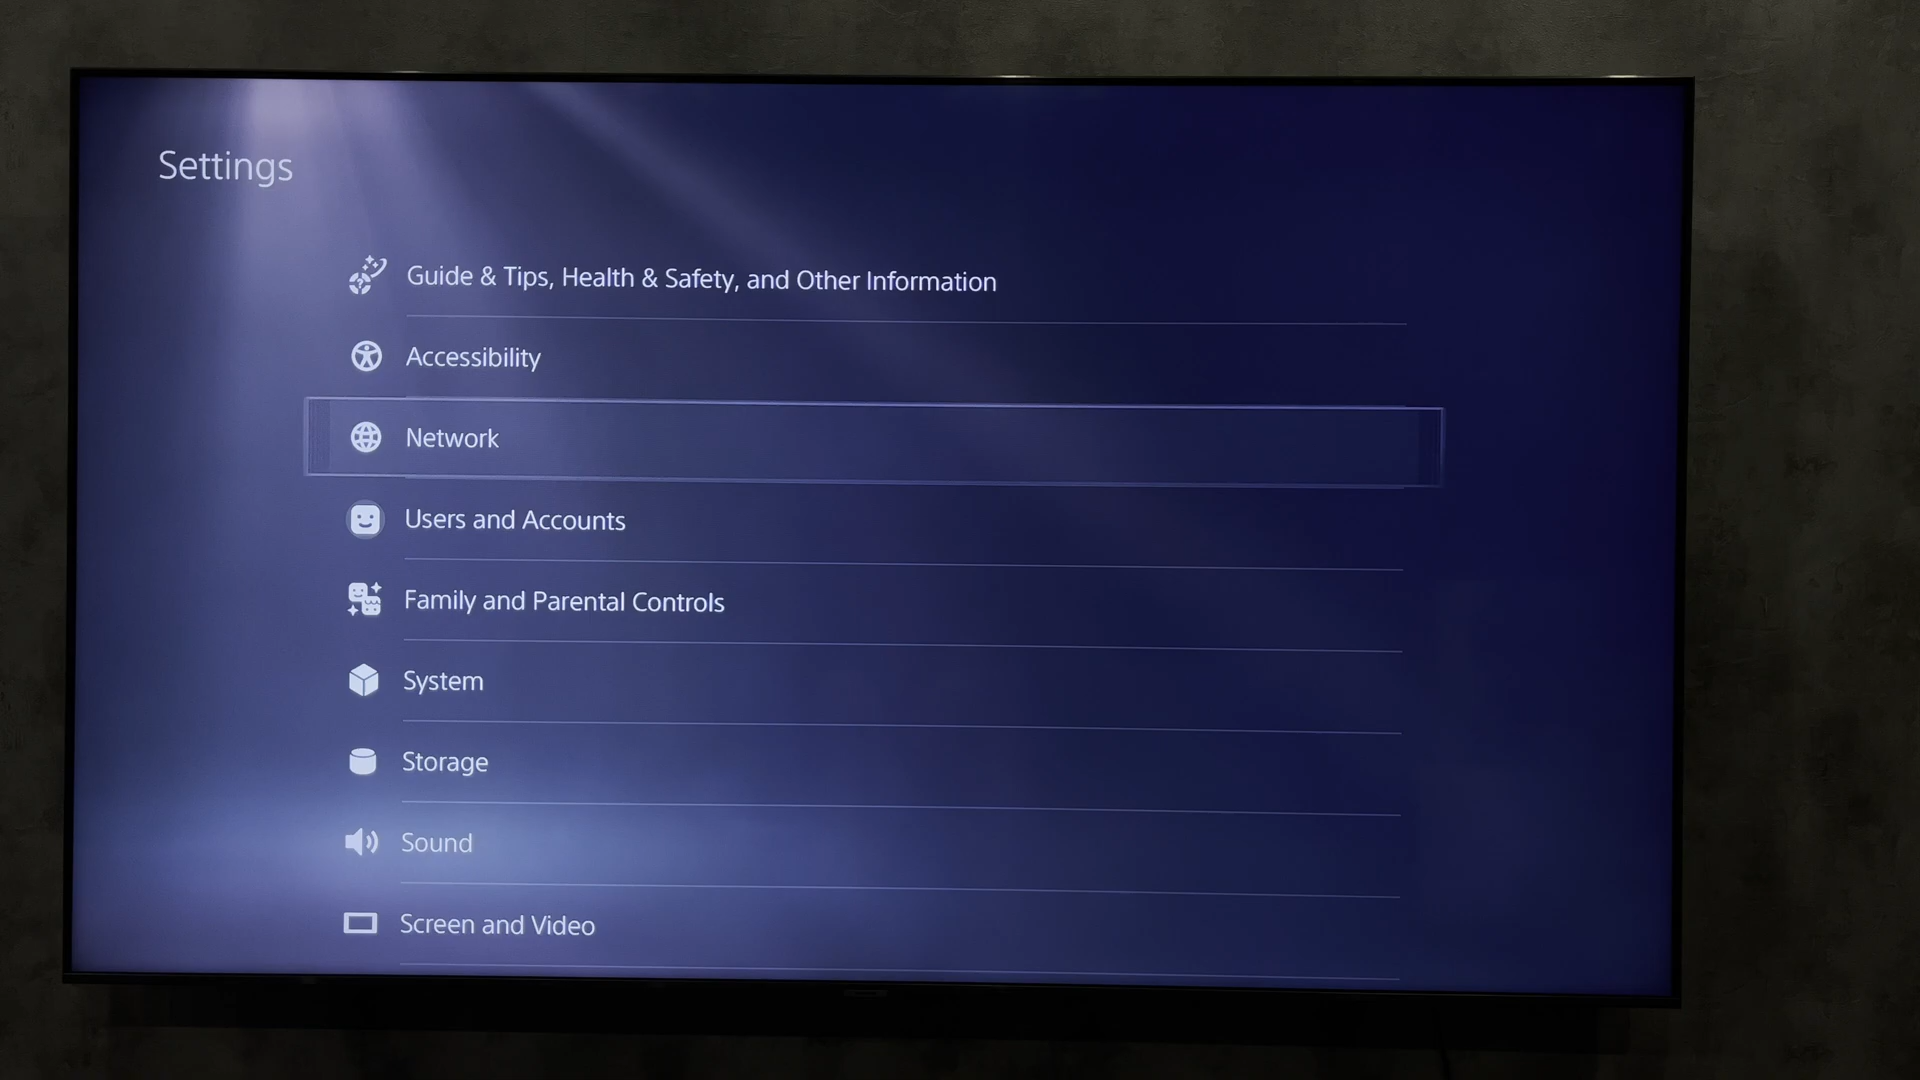 Settings
Guide & Tips, Health & Safety, and Other Information
Accessibility
Network
Users and Accounts
Family and Parental Controls
System
Storage
Sound
Screen and Video